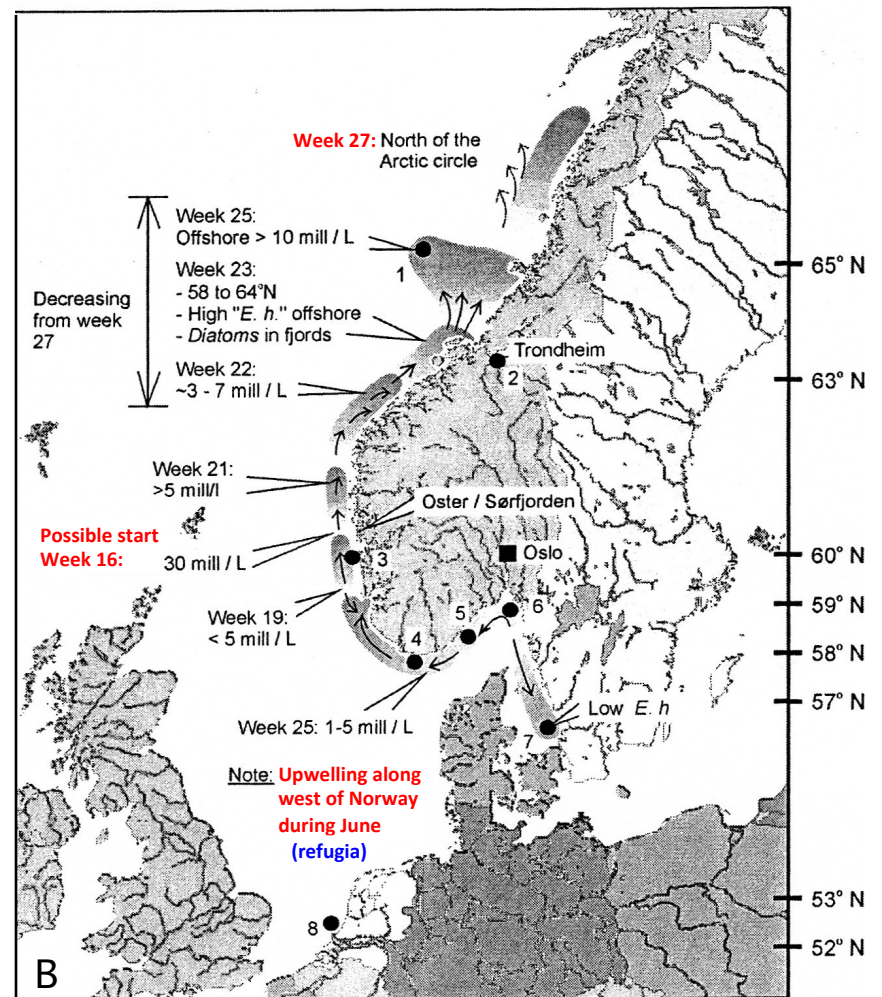 Week 27: North of the
Arctic circle
Week 25:
Offshore > 10 mill / L
1
65° N
Week 23:
- 58 to 64°N
- High "E. h." offshore
- Diatoms in fjords
Decreasing
from week
27
Trondheim
2
63° N
Week 22:
~3 - 7 mill / L
Week 21:
>5 mill/l
Oster / Sørfjorden
Possible start
Week 16:
30 mill / L
3
Oslo
60° N
Week 19:
< 5 mill / L
4
5
6
59° N
58° N
57° N
Low E. h
7
Week 25: 1-5 mill / L
Note: Upwelling along
west of Norway
during June
(refugia)
8
53° N
52° N
B